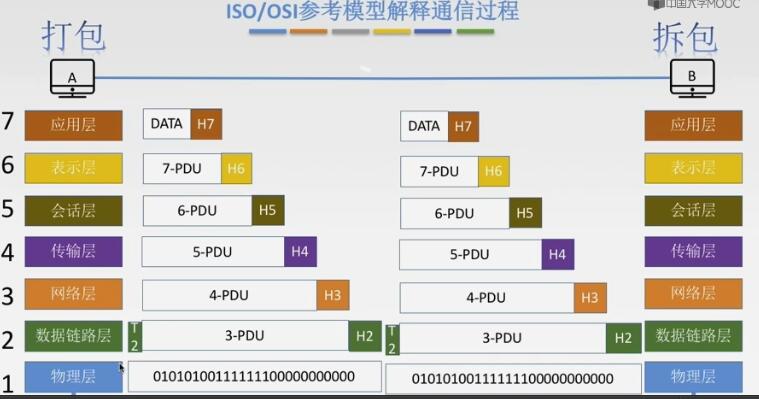 中国大学MOOC
ISO/OSI参考模型解释通信过程
打包
拆包
A
B
7 应用层 DATA H7 DATA H7 应用层
6 表示层 7-PDU H6 7-PDU H6 表示层
5 会话层 6-PDU H5 6-PDU H5 会话层
4 传输层 5-PDU H4 5-PDU H4 传输层
3 网络层 4-PDU H3 4-PDU H3 网络层
2 数据链路层 T2 3-PDU H2 T2 3-PDU H2 数据链路层
1 物理层 01010100111111100000000000 01010100111111100000000000 物理层